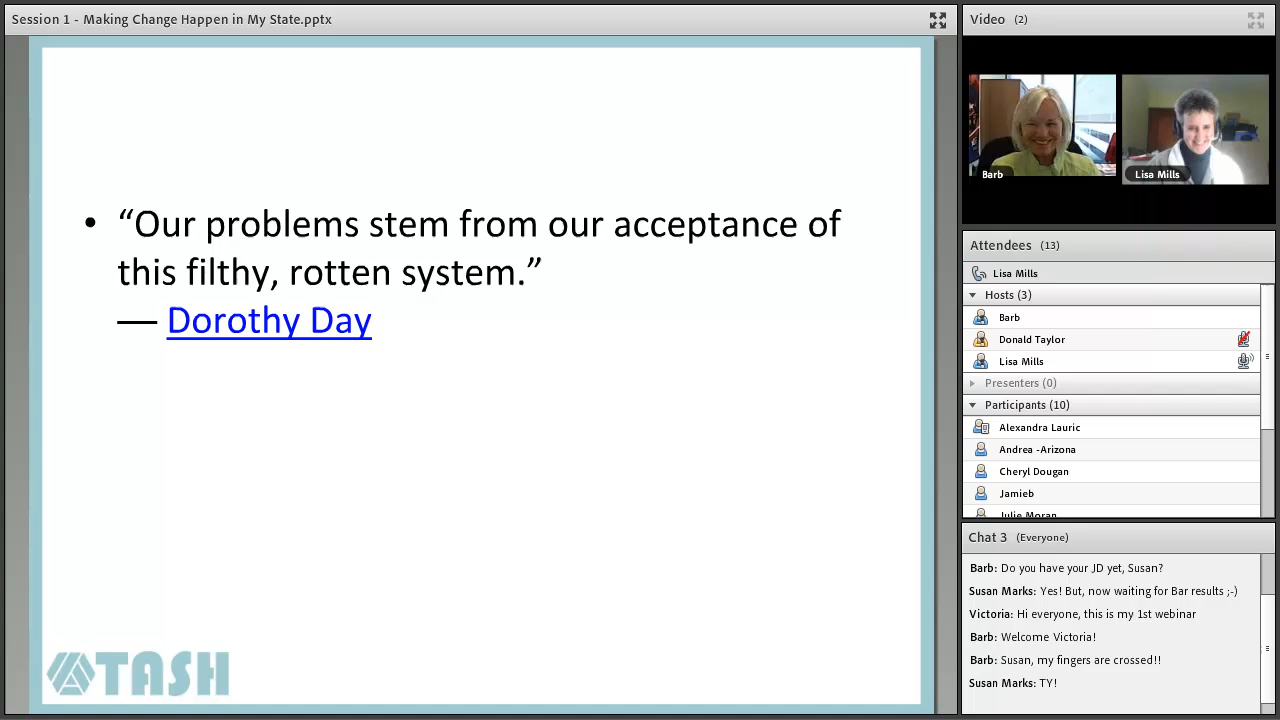 Session 1 - Making Change Happen in My State.pptx
• “Our problems stem from our acceptance of
this filthy, rotten system.”
— Dorothy Day
TASH
Video (2)
Barb
Lisa Mills
Attendees (13)
Lisa Mills
Hosts (3)
Barb
Donald Taylor
Lisa Mills
Presenters (0)
Participants (10)
Alexandra Lauric
Andrea -Arizona
Cheryl Dougan
Jamieb
Julie Moran
Chat 3 (Everyone)
Barb: Do you have your JD yet, Susan?
Susan Marks: Yes! But, now waiting for Bar results ;-)
Victoria: Hi everyone, this is my 1st webinar
Barb: Welcome Victoria!
Barb: Susan, my fingers are crossed!!
Susan Marks: TY!